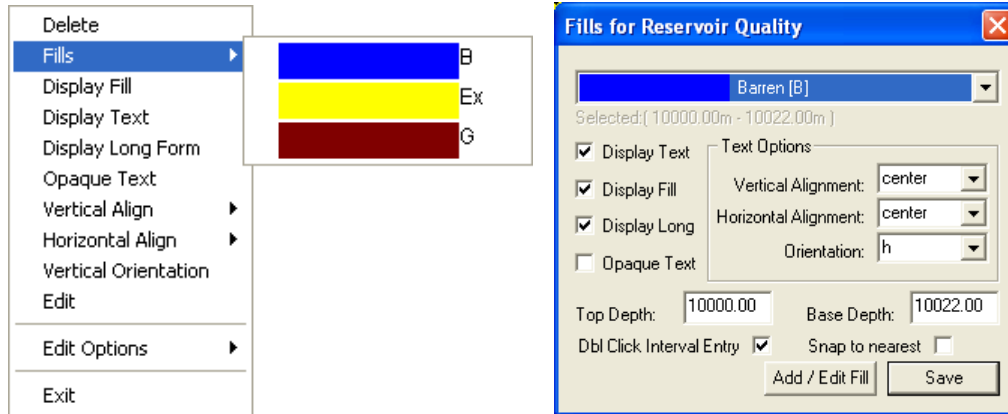 Delete
Fills
Display Fill
Display Text
Display Long Form
Opaque Text
Vertical Align
Horizontal Align
Vertical Orientation
Edit
Edit Options
Exit
B
Ex
G
Fills for Reservoir Quality
Barren [B]
Selected:( 10000.00m - 10022.00m )
Display Text
Display Fill
Display Long
Opaque Text
Text Options
Vertical Alignment: center
Horizontal Alignment: center
Orientation: h
Top Depth: 10000.00 Base Depth: 10022.00
Dbl Click Interval Entry Snap to nearest
Add / Edit Fill Save